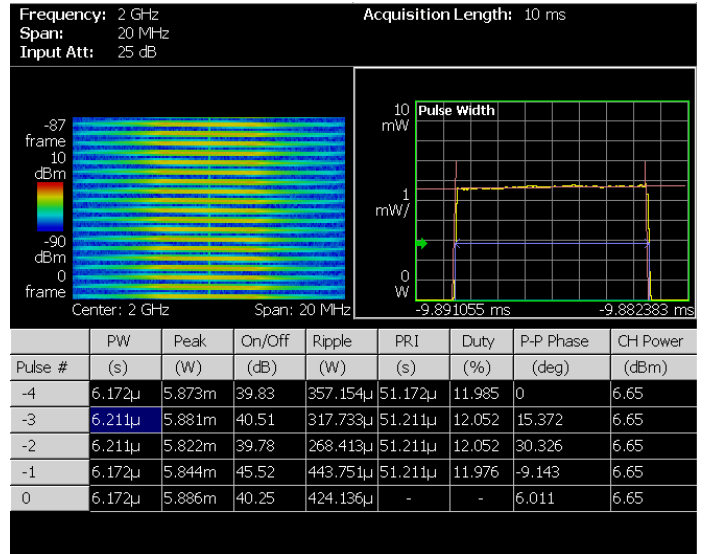 Frequency: 2 GHz Acquisition Length: 10 ms
Span: 20 MHz
Input Att: 25 dB
-87
frame
10
dBm
-90
dBm
0
frame
Center: 2 GHz Span: 20 MHz
10 Pulse Width
mW
1
mW/
0
W
-9.891055 ms -9.882383 ms
PW Peak On/Off Ripple PRI Duty P-P Phase CH Power
Pulse # (s) (W) (dB) (W) (s) (%) (deg) (dBm)
-4 6.172µ 5.873m 39.83 357.154µ 51.172µ 11.985 0 6.65
-3 6.211µ 5.881m 40.51 317.733µ 51.211µ 12.052 15.372 6.65
-2 6.211µ 5.822m 39.78 268.413µ 51.211µ 12.052 30.326 6.65
-1 6.172µ 5.844m 45.52 443.751µ 51.211µ 11.976 -9.143 6.65
0 6.172µ 5.886m 40.25 424.136µ - - 6.011 6.65